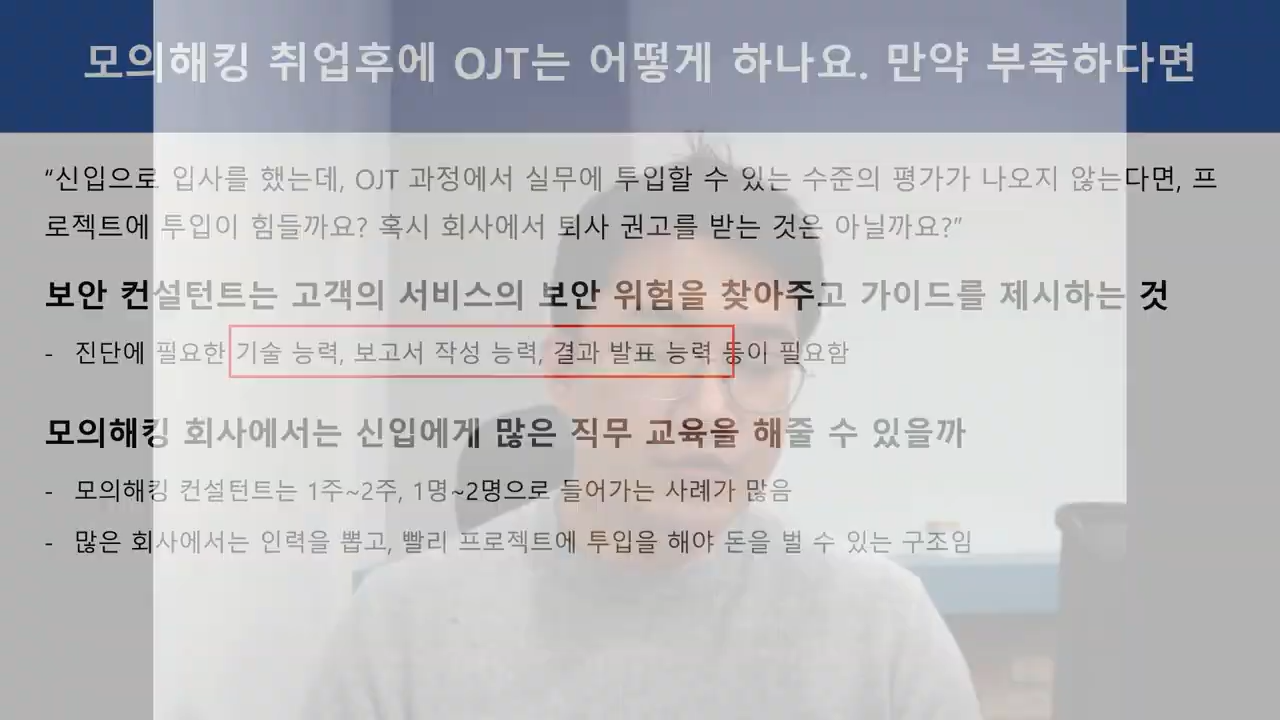 모의해킹 취업후에 OJT는 어떻게 하나요. 만약 부족하다면
“신입으로 입사를 했는데, OJT 과정에서 실무에 투입할 수 있는 수준의 평가가 나오지 않는다면, 프
로젝트에 투입이 힘들까요? 혹시 회사에서 퇴사 권고를 받는 것은 아닐까요?”
보안 컨설턴트는 고객의 서비스의 보안 위험을 찾아주고 가이드를 제시하는 것
- 진단에 필요한 기술 능력, 보고서 작성 능력, 결과 발표 능력 등이 필요함
모의해킹 회사에서는 신입에게 많은 직무 교육을 해줄 수 있을까
- 모의해킹 컨설턴트는 1주~2주, 1명~2명으로 들어가는 사례가 많음
- 많은 회사에서는 인력을 뽑고, 빨리 프로젝트에 투입을 해야 돈을 벌 수 있는 구조임